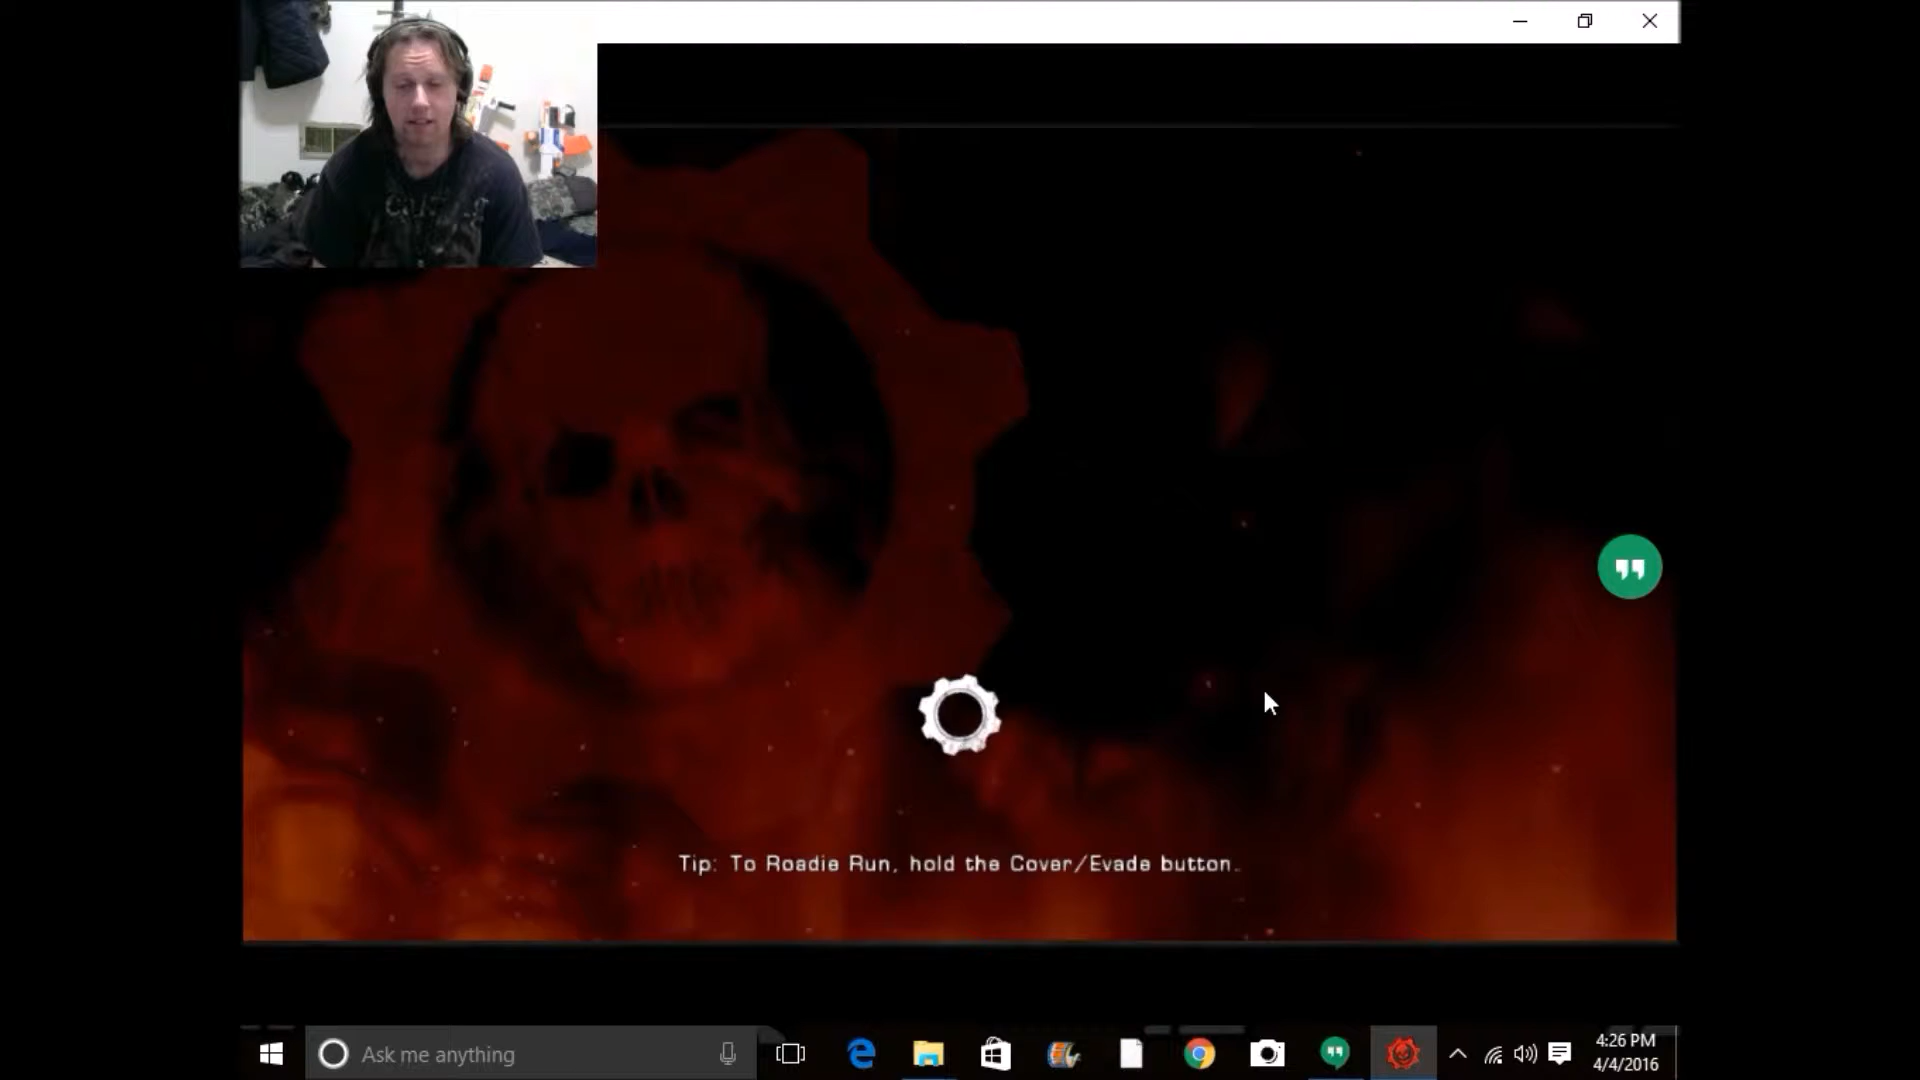 Tip: To Roadie Run, hold the Cover/Evade button.
Ask me anything
4:26 PM
4/4/2016